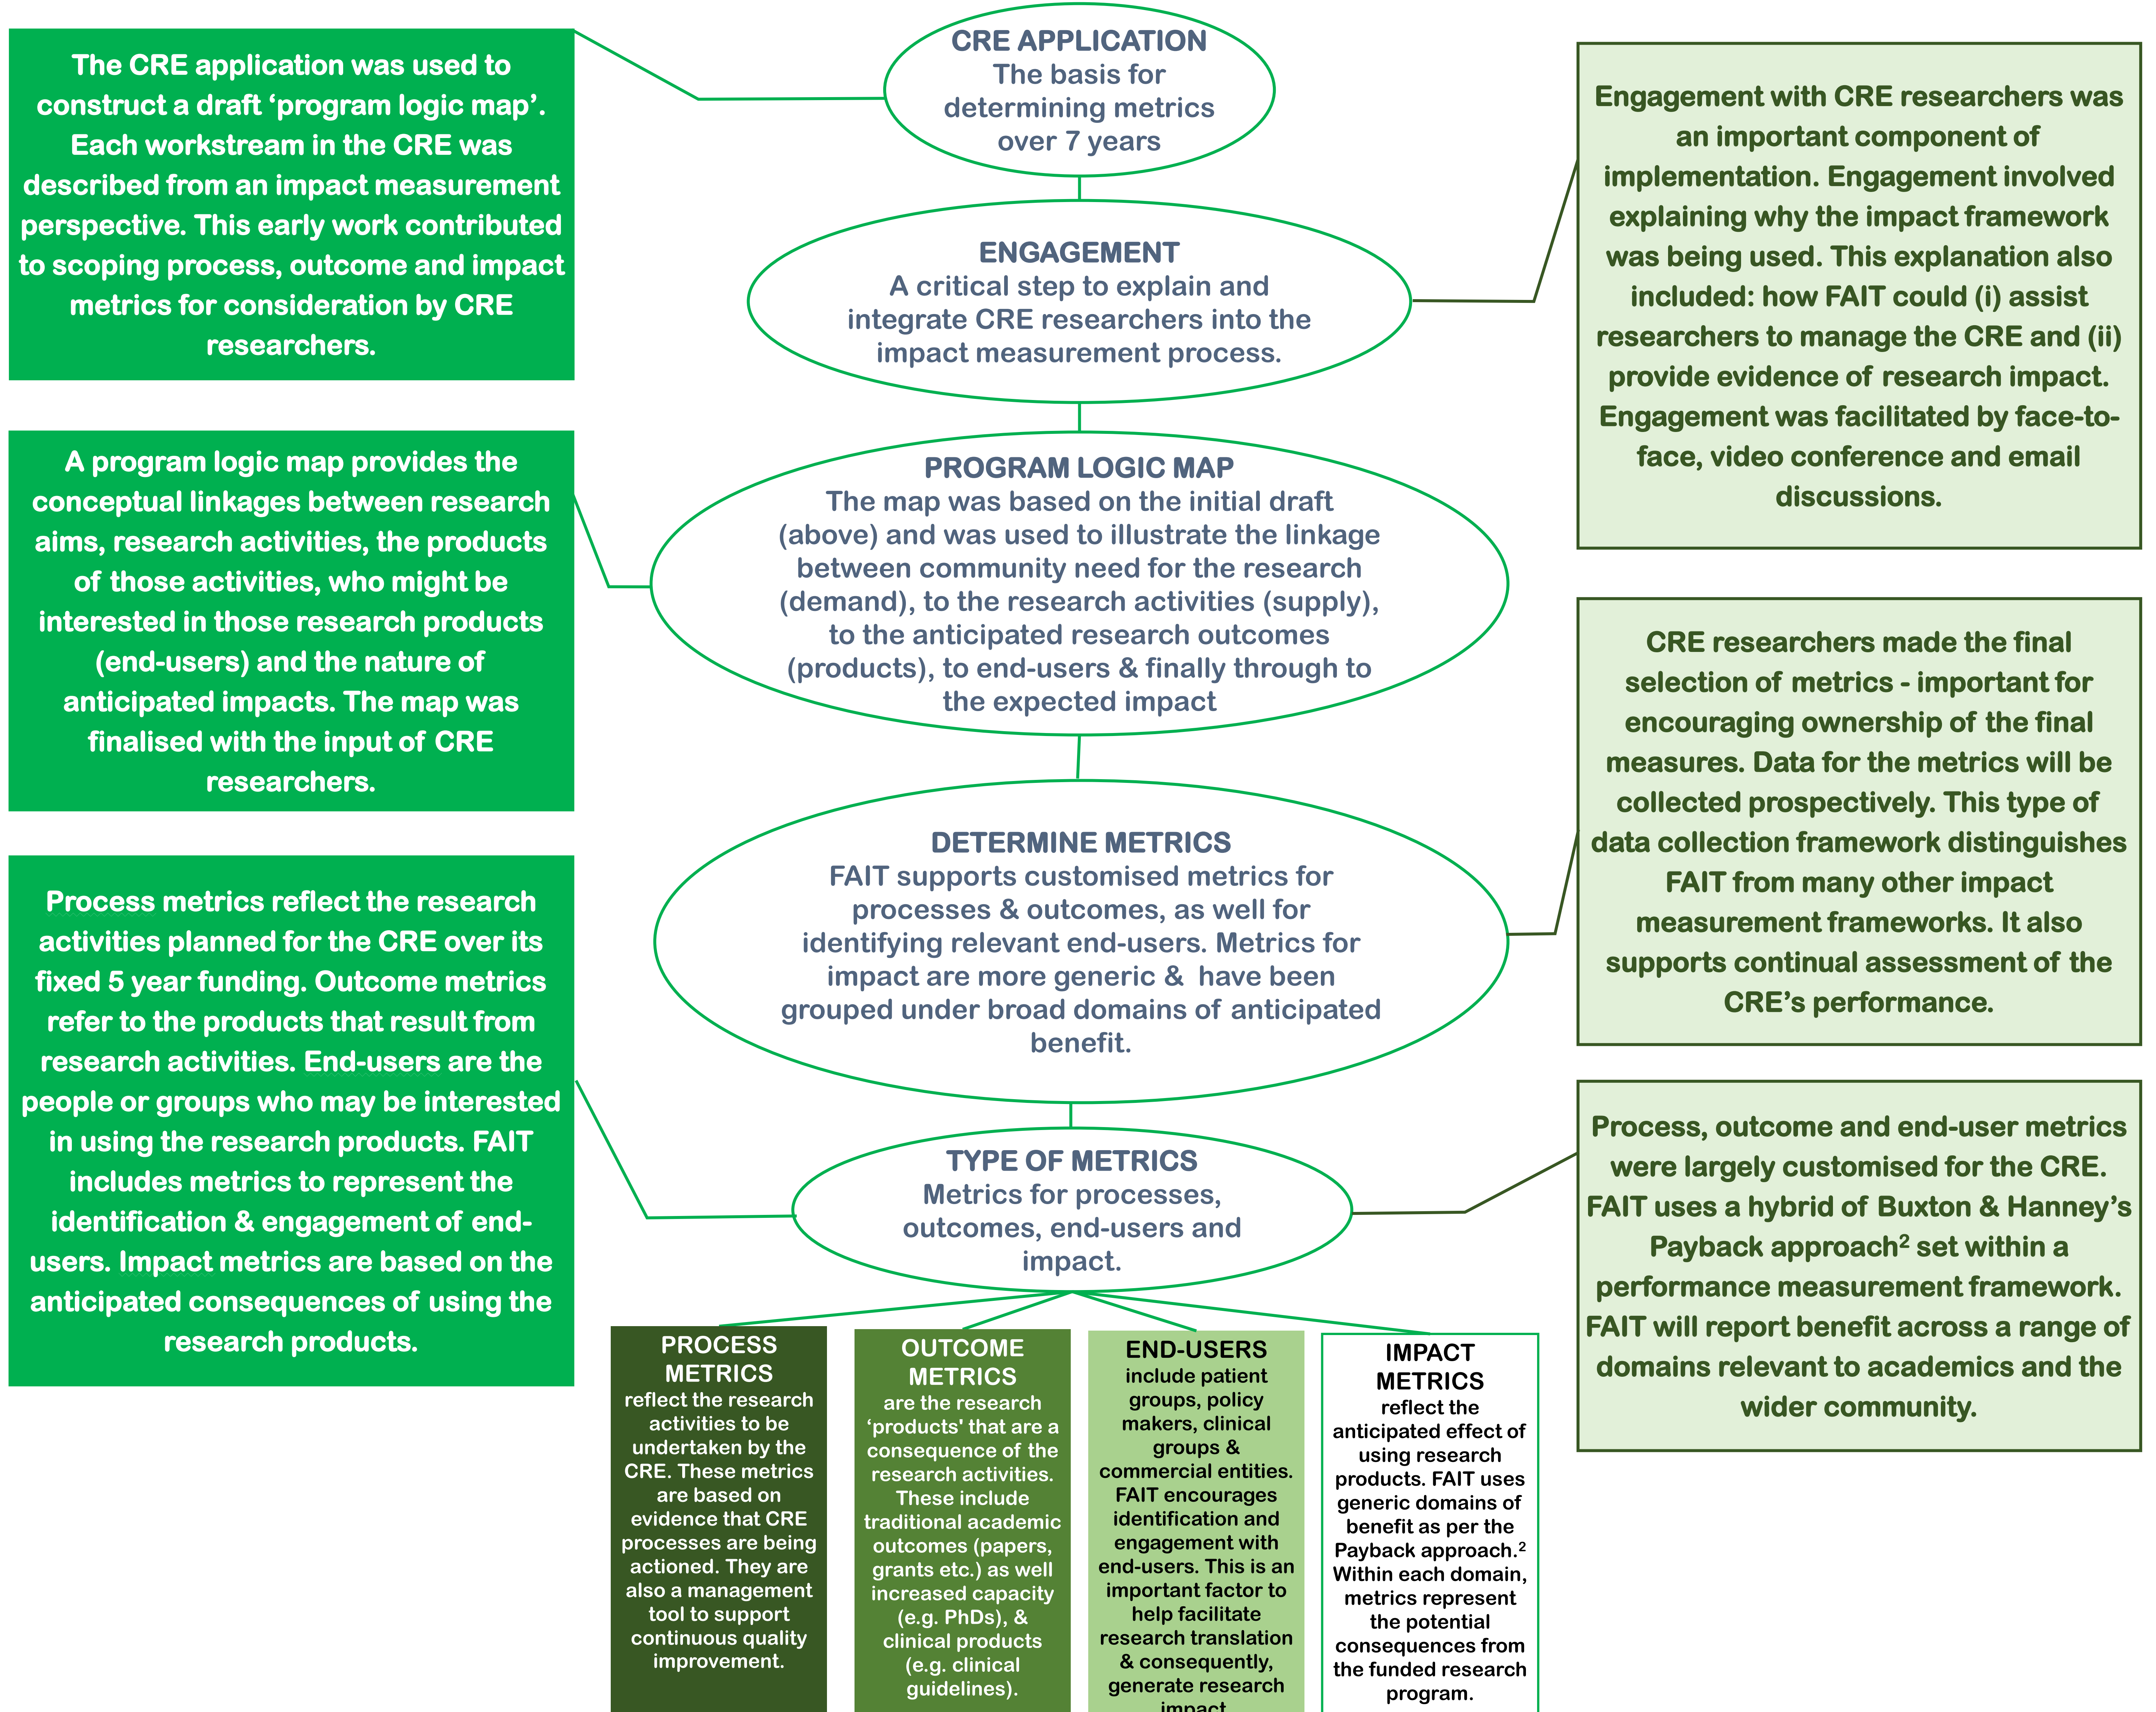 The CRE application was used to
construct a draft ‘program logic map’.
Each workstream in the CRE was
described from an impact measurement
perspective. This early work contributed
to scoping process, outcome and impact
metrics for consideration by CRE
researchers.
CRE APPLICATION
The basis for
determining metrics
over 7 years
Engagement with CRE researchers was
an important component of
implementation. Engagement involved
explaining why the impact framework
was being used. This explanation also
included: how FAIT could (i) assist
researchers to manage the CRE and (ii)
provide evidence of research impact.
Engagement was facilitated by face-to-
face, video conference and email
discussions.
ENGAGEMENT
A critical step to explain and
integrate CRE researchers into the
impact measurement process.
A program logic map provides the
conceptual linkages between research
aims, research activities, the products
of those activities, who might be
interested in those research products
(end-users) and the nature of
anticipated impacts. The map was
finalised with the input of CRE
researchers.
PROGRAM LOGIC MAP
The map was based on the initial draft
(above) and was used to illustrate the linkage
between community need for the research
(demand), to the research activities (supply),
to the anticipated research outcomes
(products), to end-users & finally through to
the expected impact
CRE researchers made the final
selection of metrics - important for
encouraging ownership of the final
measures. Data for the metrics will be
collected prospectively. This type of
data collection framework distinguishes
FAIT from many other impact
measurement frameworks. It also
supports continual assessment of the
CRE’s performance.
DETERMINE METRICS
FAIT supports customised metrics for
processes & outcomes, as well for
identifying relevant end-users. Metrics for
impact are more generic & have been
grouped under broad domains of anticipated
benefit.
Process metrics reflect the research
activities planned for the CRE over its
fixed 5 year funding. Outcome metrics
refer to the products that result from
research activities. End-users are the
people or groups who may be interested
in using the research products. FAIT
includes metrics to represent the
identification & engagement of end-
users. Impact metrics are based on the
anticipated consequences of using the
research products.
TYPE OF METRICS
Metrics for processes,
outcomes, end-users and
impact.
Process, outcome and end-user metrics
were largely customised for the CRE.
FAIT uses a hybrid of Buxton & Hanney’s
Payback approach² set within a
performance measurement framework.
FAIT will report benefit across a range of
domains relevant to academics and the
wider community.
PROCESS
METRICS
reflect the research
activities to be
undertaken by the
CRE. These metrics
are based on
evidence that CRE
processes are being
actioned. They are
also a management
tool to support
continuous quality
improvement.
OUTCOME
METRICS
are the research
‘products' that are a
consequence of the
research activities.
These include
traditional academic
outcomes (papers,
grants etc.) as well
increased capacity
(e.g. PhDs), &
clinical products
(e.g. clinical
guidelines).
END-USERS
include patient
groups, policy
makers, clinical
groups &
commercial entities.
FAIT encourages
identification and
engagement with
end-users. This is an
important factor to
help facilitate
research translation
& consequently,
generate research
impact
IMPACT
METRICS
reflect the
anticipated effect of
using research
products. FAIT uses
generic domains of
benefit as per the
Payback approach.²
Within each domain,
metrics represent
the potential
consequences from
the funded research
program.